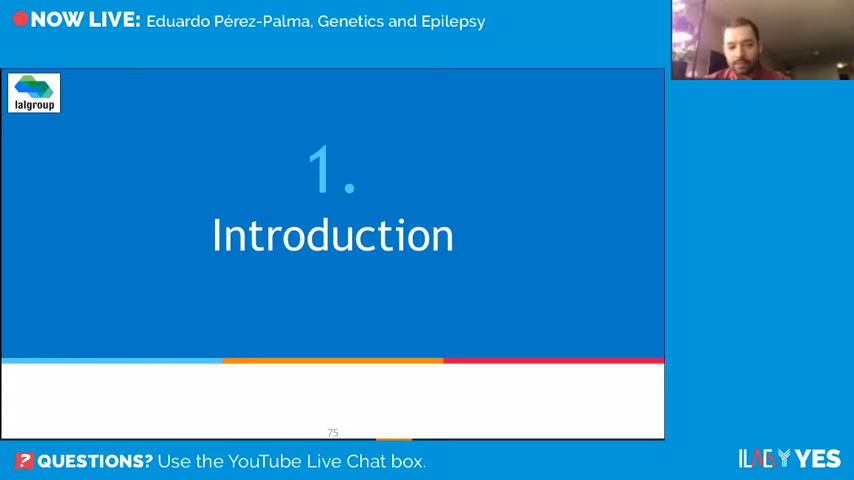 NOW LIVE: Eduardo Pérez-Palma, Genetics and Epilepsy
lalgroup
1.
Introduction
75
? QUESTIONS? Use the YouTube Live Chat box.
ILAE YES